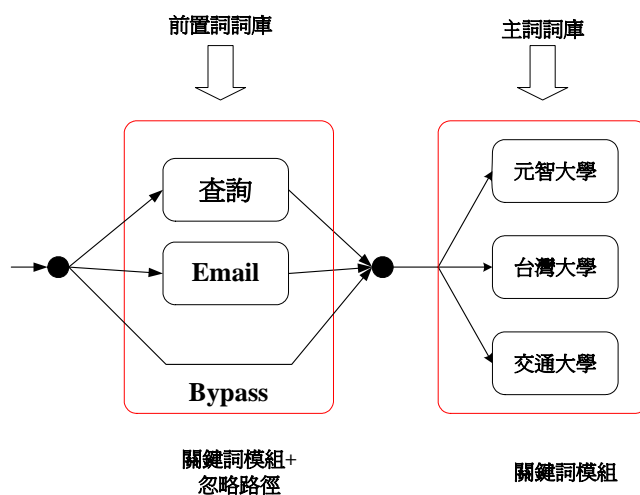 前置詞詞庫
主詞詞庫
查詢
Email
Bypass
元智大學
台灣大學
交通大學
關鍵詞模組+
忽略路徑
關鍵詞模組